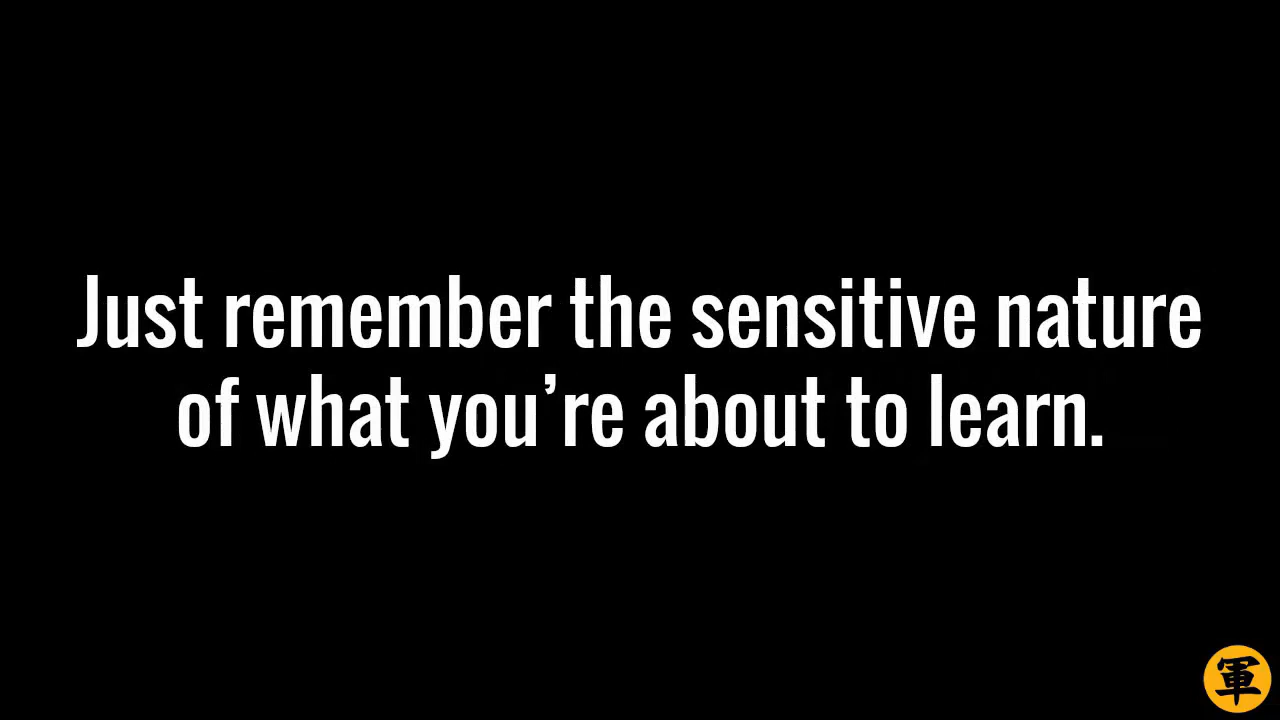 Just remember the sensitive nature
of what you’re about to learn.
軍